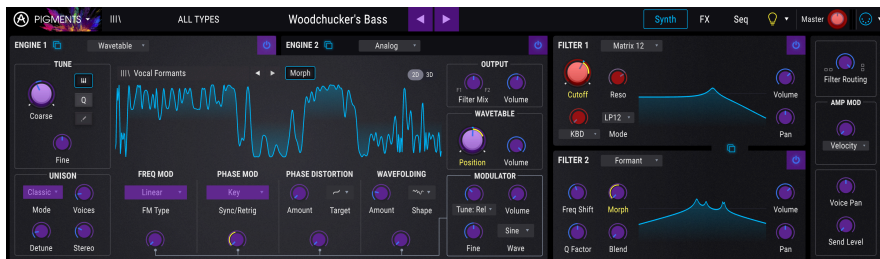 PIGMENTS
ALL TYPES
Woodchucker's Bass
Synth FX Seq Master
ENGINE 1 Wavetable
ENGINE 2 Analog
FILTER 1 Matrix 12
TUNE
Coarse
Q
Fine
Vocal Formants
Morph
2D 3D
OUTPUT
F1 F2
Filter Mix Volume
WAVETABLE
Position Volume
Cutoff Reso
LP12
KBD Mode
Volume
Pan
Filter Routing
AMP MOD
Velocity
FILTER 2 Formant
UNISON
Classic
Mode Voices
Detune Stereo
FREQ MOD
Linear
FM Type
PHASE MOD
Key
Sync/Retrig
PHASE DISTORTION
Amount Target
WAVEFOLDING
Amount Shape
MODULATOR
Tune: Rel Volume
Sine
Fine Wave
Freq Shift Morph
Q Factor Blend
Volume
Pan
Voice Pan
Send Level